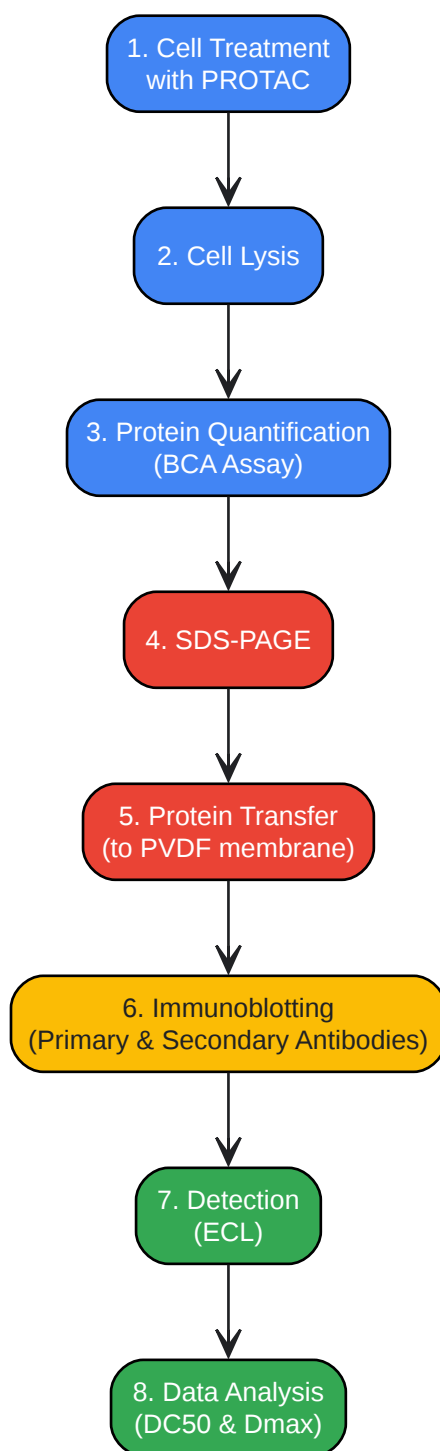 1. Cell Treatment
with PROTAC
2. Cell Lysis
3. Protein Quantification
(BCA Assay)
4. SDS-PAGE
5. Protein Transfer
(to PVDF membrane)
6. Immunoblotting
(Primary & Secondary Antibodies)
7. Detection
(ECL)
8. Data Analysis
(DC50 & Dmax)